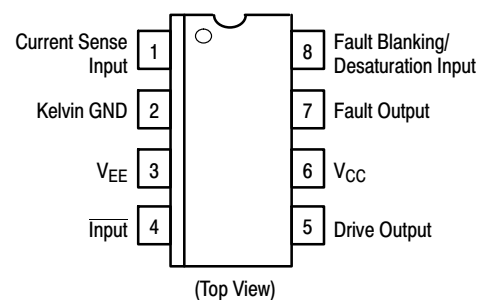 Current Sense
Input
1
Kelvin GND
2
VEE
3
Input
4
8
Fault Blanking/
Desaturation Input
7
Fault Output
6
VCC
5
Drive Output
(Top View)